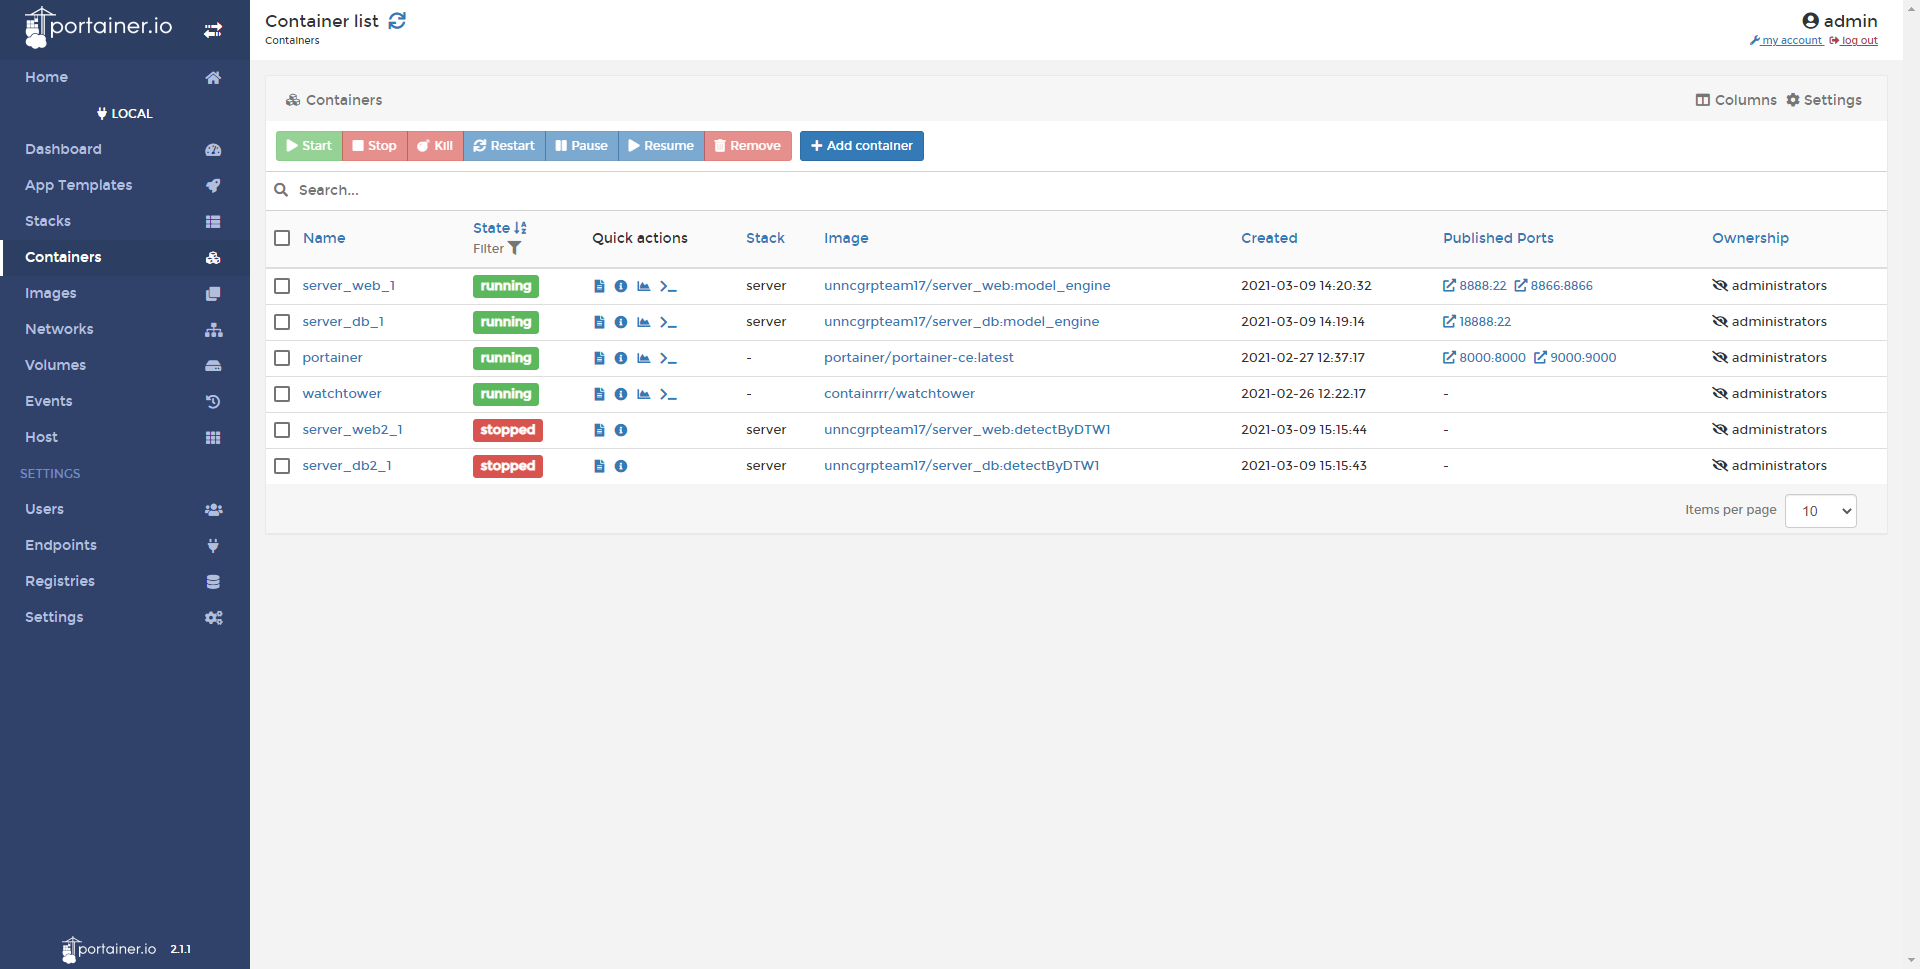 portainer.io
Home
LOCAL
Dashboard
App Templates
Stacks
Containers
Images
Networks
Volumes
Events
Host
SETTINGS
Users
Endpoints
Registries
Settings
portainer.io 2.1.1
Container list
Containers
admin
my account log out
Containers
Columns Settings
Start Stop Kill Restart Pause Resume Remove Add container
Search...
Name State Filter Quick actions Stack Image Created Published Ports Ownership
server_web_1 running server unncgrpteam17/server_web:model_engine 2021-03-09 14:20:32 8888:22 8866:8866 administrators
server_db_1 running server unncgrpteam17/server_db:model_engine 2021-03-09 14:19:14 18888:22 administrators
portainer running - portainer/portainer-ce:latest 2021-02-27 12:37:17 8000:8000 9000:9000 administrators
watchtower running - containrrr/watchtower 2021-02-26 12:22:17 - administrators
server_web2_1 stopped server unncgrpteam17/server_web:detectByDTW1 2021-03-09 15:15:44 - administrators
server_db2_1 stopped server unncgrpteam17/server_db:detectByDTW1 2021-03-09 15:15:43 - administrators
Items per page 10